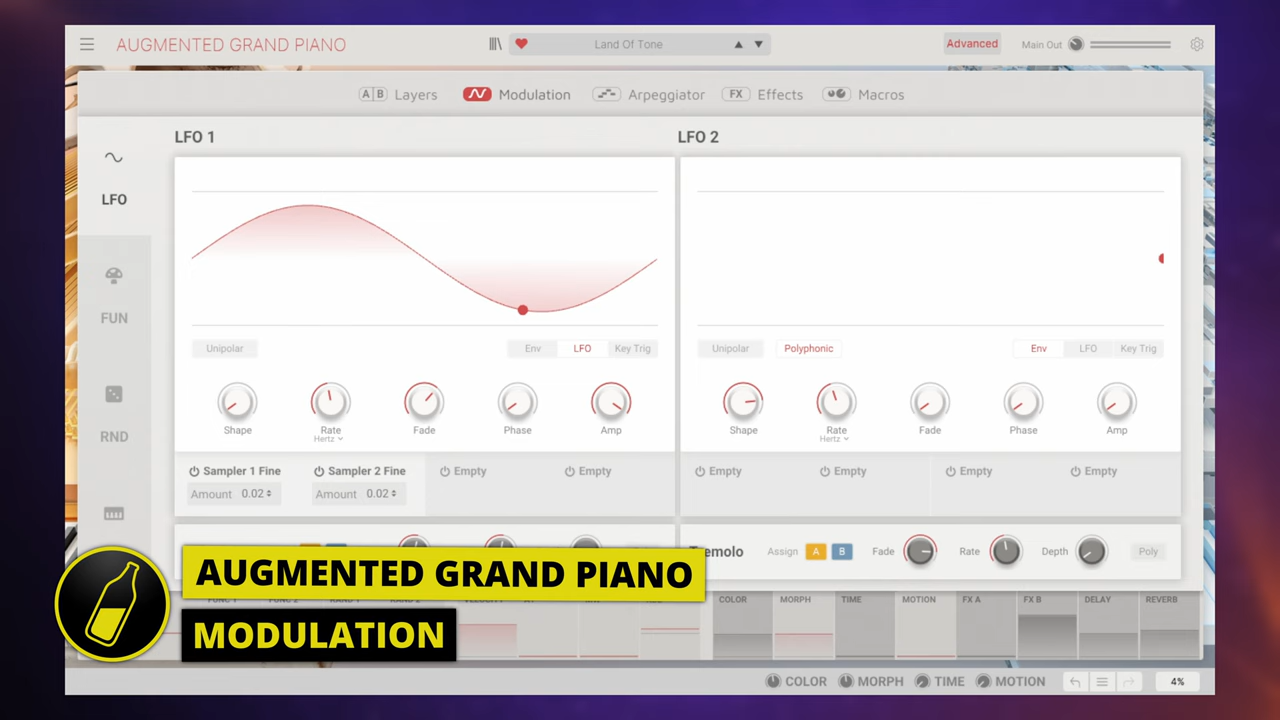 AUGMENTED GRAND PIANO
Land Of Tone
Advanced
Main Out
A B Layers
Modulation
Arpeggiator
FX Effects
Macros
LFO 1
LFO 2
LFO
FUN
RND
Unipolar
Env LFO Key Trig
Unipolar
Polyphonic
Env LFO Key Trig
Shape Rate Fade Phase Amp
Hertz
Shape Rate Fade Phase Amp
Hertz
Sampler 1 Fine
Sampler 2 Fine
Empty
Empty
Empty
Empty
Empty
Empty
Amount 0.02
Amount 0.02
Assign A B Fade Rate Depth Poly
AUGMENTED GRAND PIANO
MODULATION
COLOR MORPH TIME MOTION FX A FX B DELAY REVERB
COLOR MORPH TIME MOTION
4%